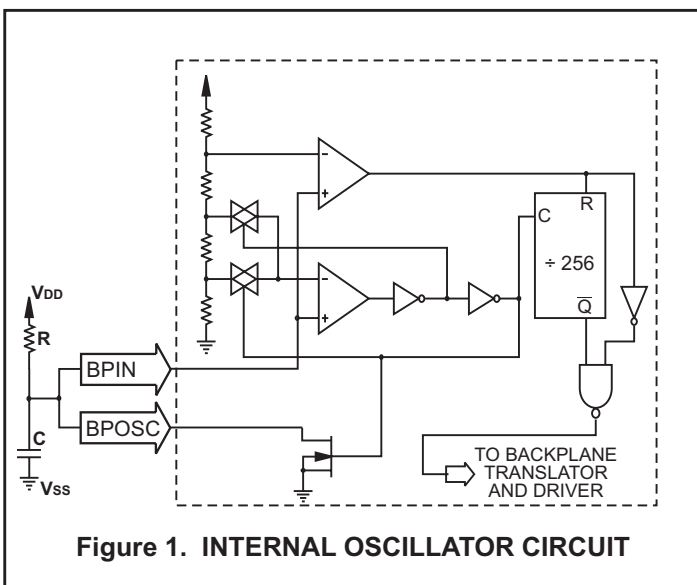 −
+
−
+
C
R
÷ 256
Q̅
VDD
R
BPIN
BPOSC
C
VSS
TO BACKPLANE
TRANSLATOR
AND DRIVER
Figure 1. INTERNAL OSCILLATOR CIRCUIT